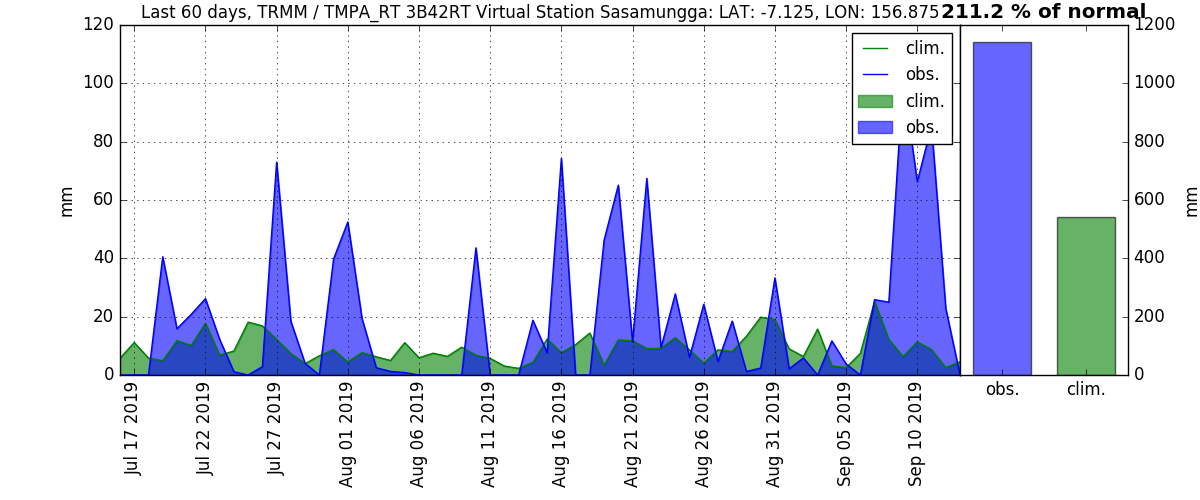 Last 60 days, TRMM / TMPA_RT 3B42RT Virtual Station Sasamungga: LAT: -7.125, LON: 156.875
211.2 % of normal
120
100
80
60
40
20
0
mm
clim.
obs.
clim.
obs.
1200
1000
800
600
400
200
0
mm
Jul 17 2019
Jul 22 2019
Jul 27 2019
Aug 01 2019
Aug 06 2019
Aug 11 2019
Aug 16 2019
Aug 21 2019
Aug 26 2019
Aug 31 2019
Sep 05 2019
Sep 10 2019
obs.
clim.